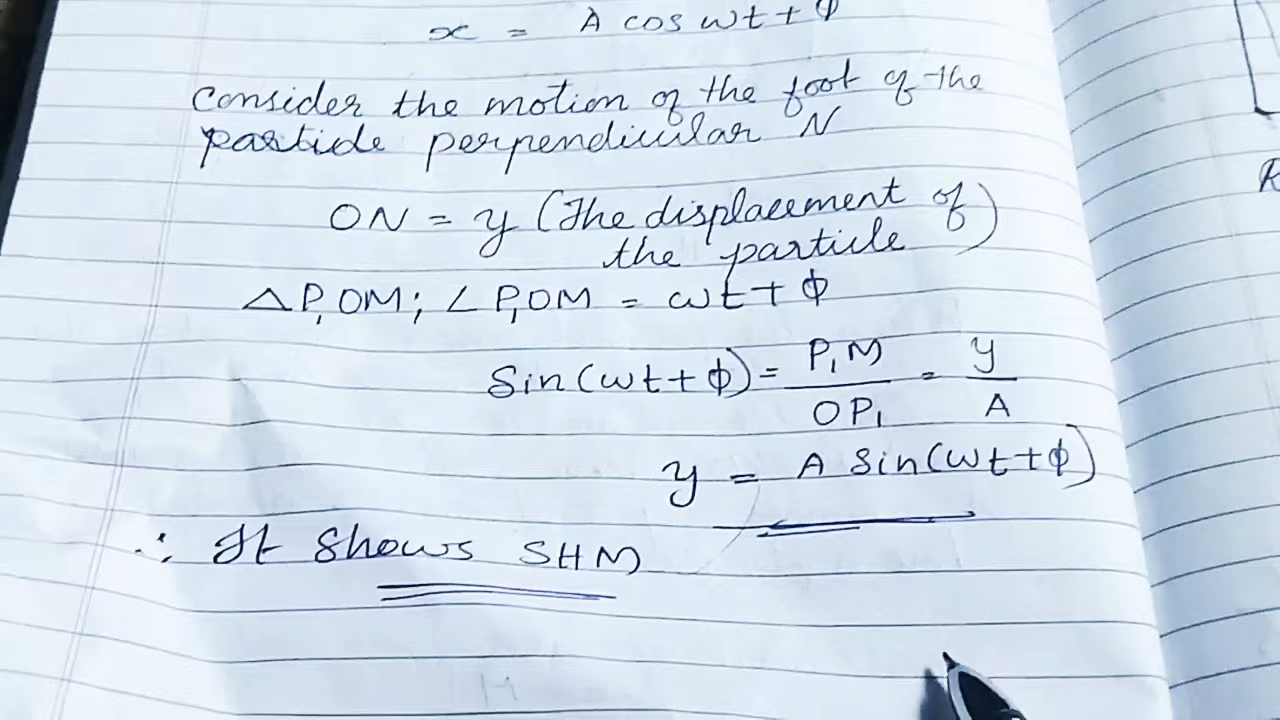 x = A cos ωt + ϕ
Consider the motion of the foot of the
particle perpendicular N
ON = y (The displacement of
the particle)
△P₁OM; ∠P₁OM = ωt + ϕ
Sin(ωt + ϕ) = P₁M / OP₁ = y / A
y = A Sin(ωt + ϕ)
∴ It shows SHM
R